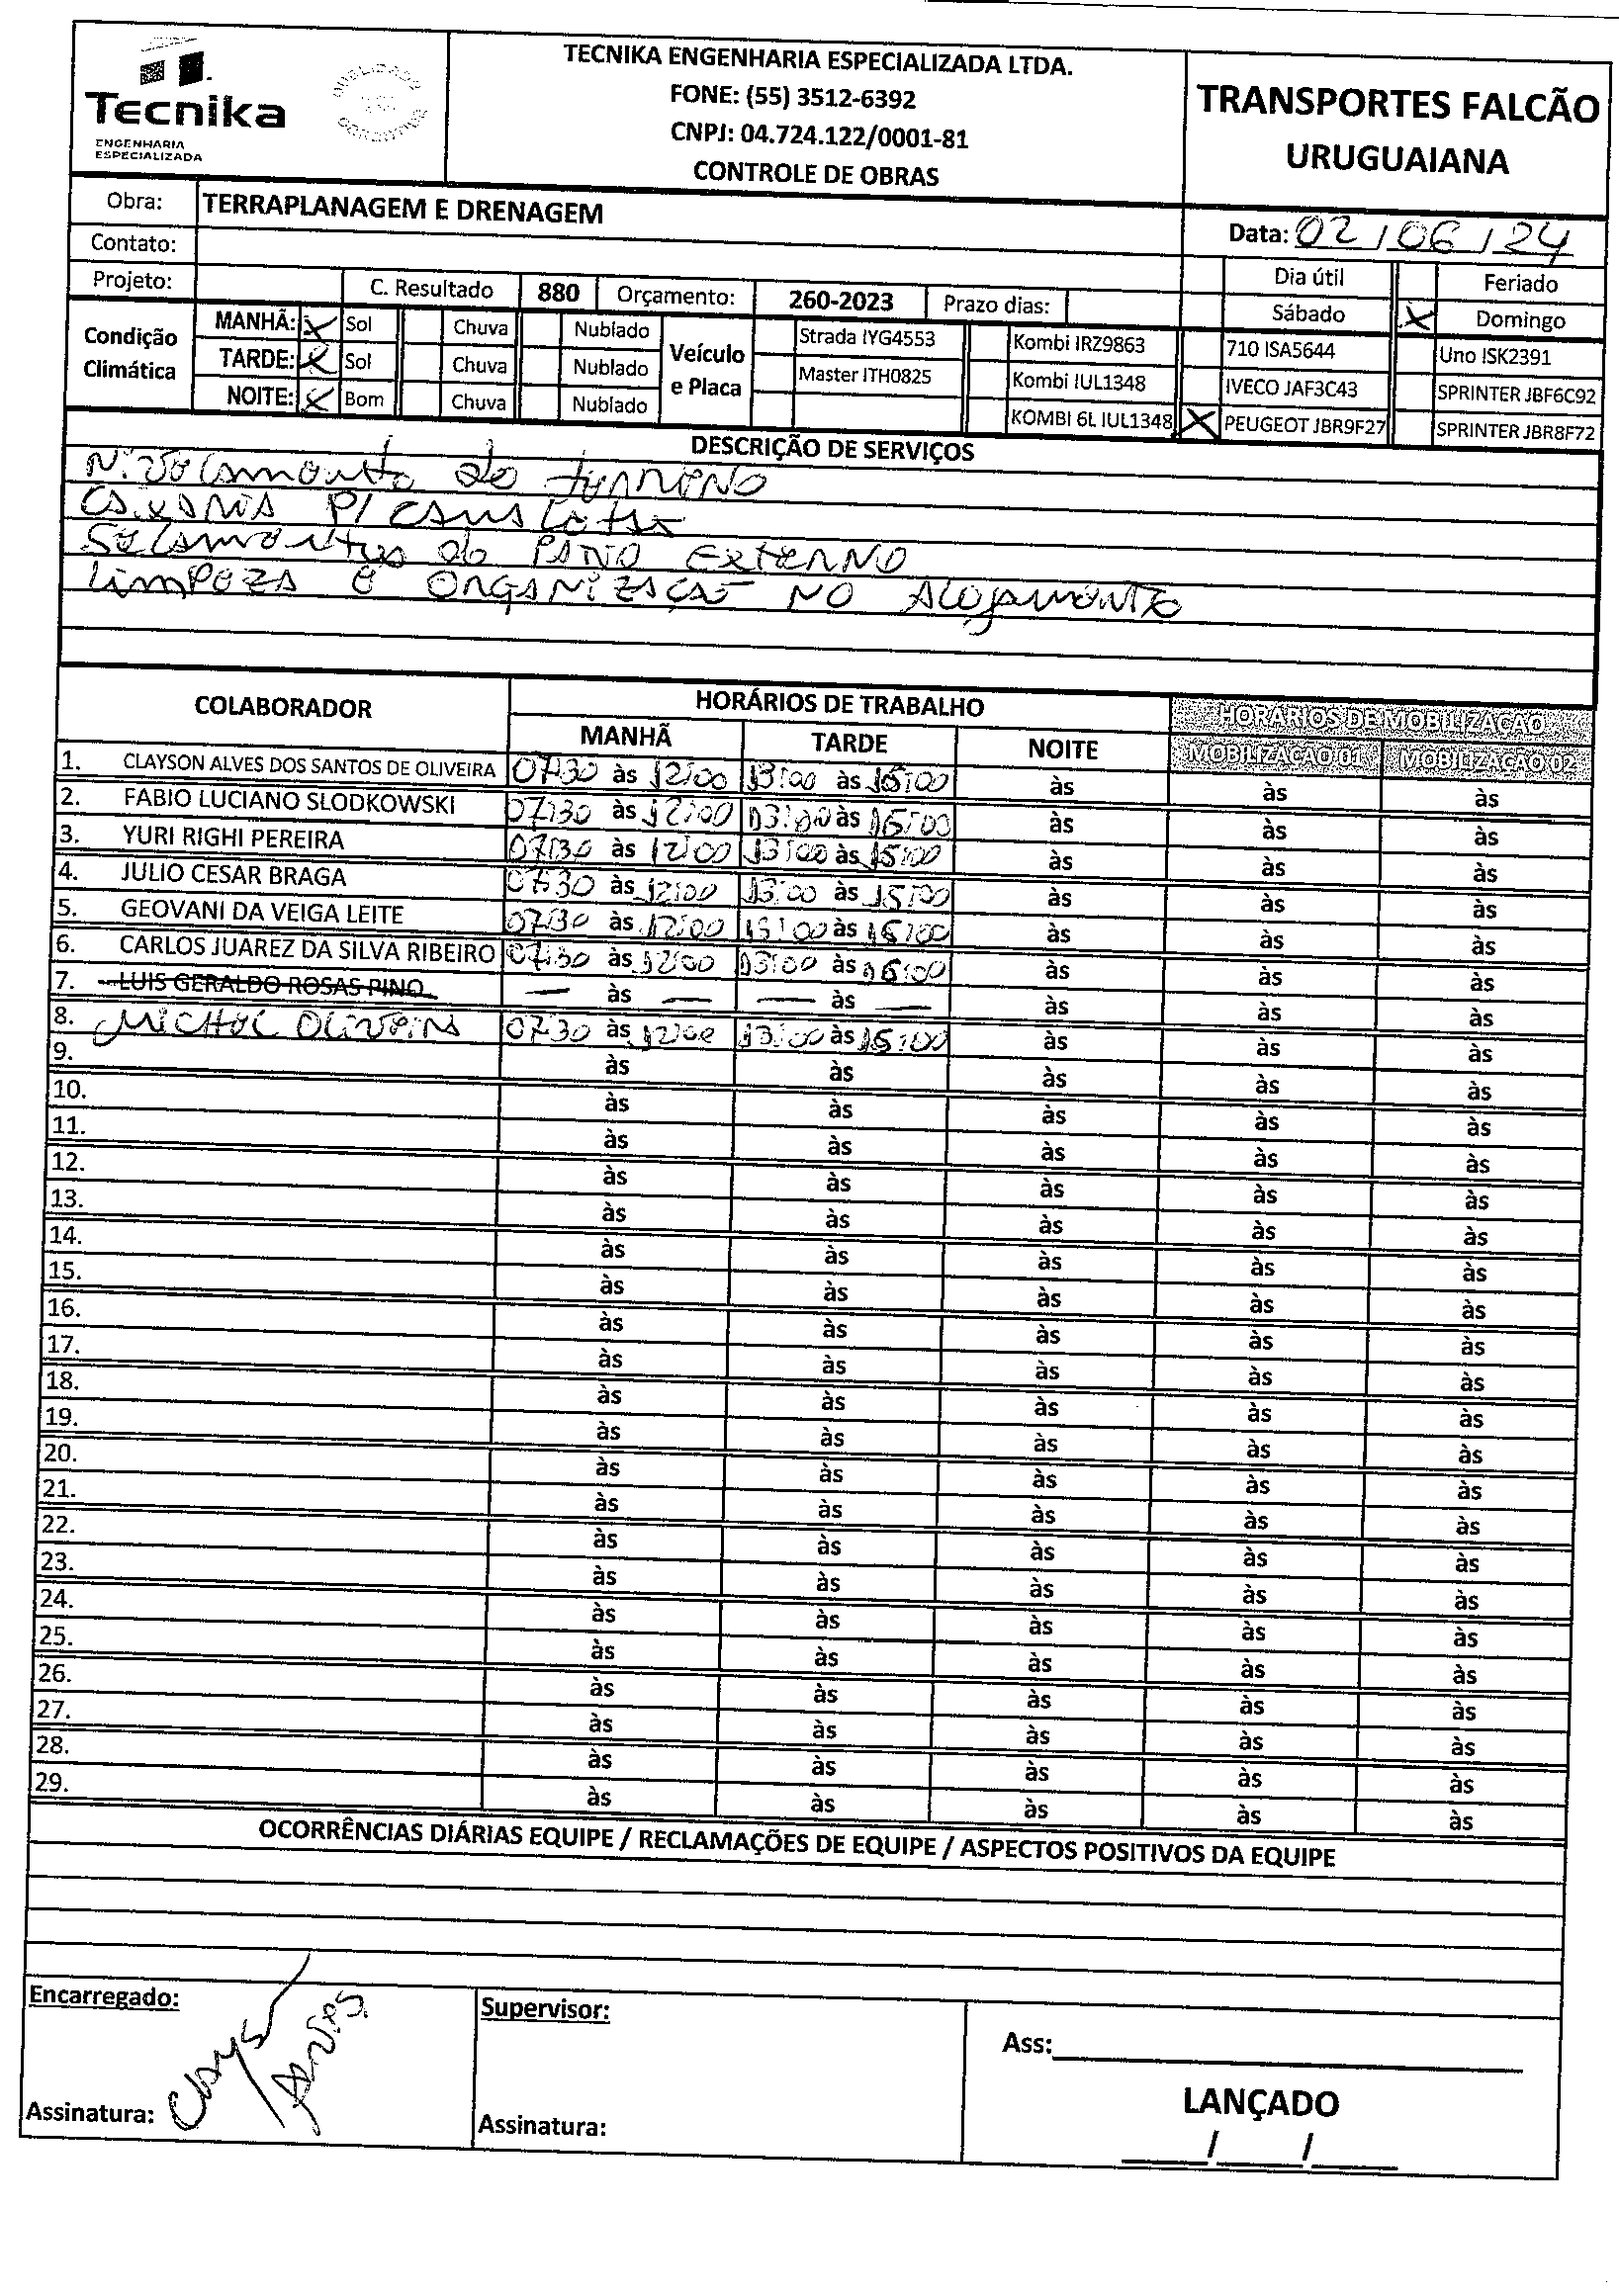 Tecnika
ENGENHARIA
ESPECIALIZADA
TECNIKA ENGENHARIA ESPECIALIZADA LTDA.
FONE: (55) 3512-6392
CNPJ: 04.724.122/0001-81
CONTROLE DE OBRAS
TRANSPORTES FALCÃO
URUGUAIANA
Obra: TERRAPLANAGEM E DRENAGEM
Data: 02/06/24
Contato:
Projeto: C. Resultado 880 Orçamento: 260-2023 Prazo dias:
Dia útil Feriado
Sábado X Domingo
Condição Climática
MANHÃ: X Sol Chuva Nublado
TARDE: X Sol Chuva Nublado
NOITE: X Bom Chuva Nublado
Veículo e Placa
Strada IYG4553 Kombi IRZ9863 710 ISA5644 Uno ISK2391
Master ITH0825 Kombi IUL1348 IVECO JAF3C43 SPRINTER JBF6C92
KOMBI 6L IUL1348 X PEUGEOT JBR9F27 SPRINTER JBR8F72
DESCRIÇÃO DE SERVIÇOS
do terreno
P/
do EXTERNO
Limpeza e ORGANIZAÇÃO NO Alojamento
COLABORADOR HORÁRIOS DE TRABALHO HORÁRIOS DE MOBILIZAÇÃO
MANHÃ TARDE NOITE MOBILIZAÇÃO 01 MOBILIZAÇÃO 02
1. CLAYSON ALVES DOS SANTOS DE OLIVEIRA 07:30 às 12:00 13:00 às 15:00 às às às
2. FABIO LUCIANO SLODKOWSKI 07:30 às 12:00 13:00 às 15:00 às às às
3. YURI RIGHI PEREIRA 07:30 às 12:00 13:00 às 15:00 às às às
4. JULIO CESAR BRAGA 07:30 às 12:00 13:00 às 15:00 às às às
5. GEOVANI DA VEIGA LEITE 07:30 às 12:00 13:00 às 15:00 às às às
6. CARLOS JUAREZ DA SILVA RIBEIRO 07:30 às 12:00 13:00 às 15:00 às às às
7. LUIS GERALDO ROSAS PINO — às — — às — às às às
8. Michel Oliveira 07:30 às 12:00 13:00 às 15:00 às às às
9. às às às às às
10. às às às às às
11. às às às às às
12. às às às às às
13. às às às às às
14. às às às às às
15. às às às às às
16. às às às às às
17. às às às às às
18. às às às às às
19. às às às às às
20. às às às às às
21. às às às às às
22. às às às às às
23. às às às às às
24. às às às às às
25. às às às às às
26. às às às às às
27. às às às às às
28. às às às às às
29. às às às às às
OCORRÊNCIAS DIÁRIAS EQUIPE / RECLAMAÇÕES DE EQUIPE / ASPECTOS POSITIVOS DA EQUIPE
Encarregado: Supervisor:
Ass:
LANÇADO
Assinatura: Assinatura:
___/___/___